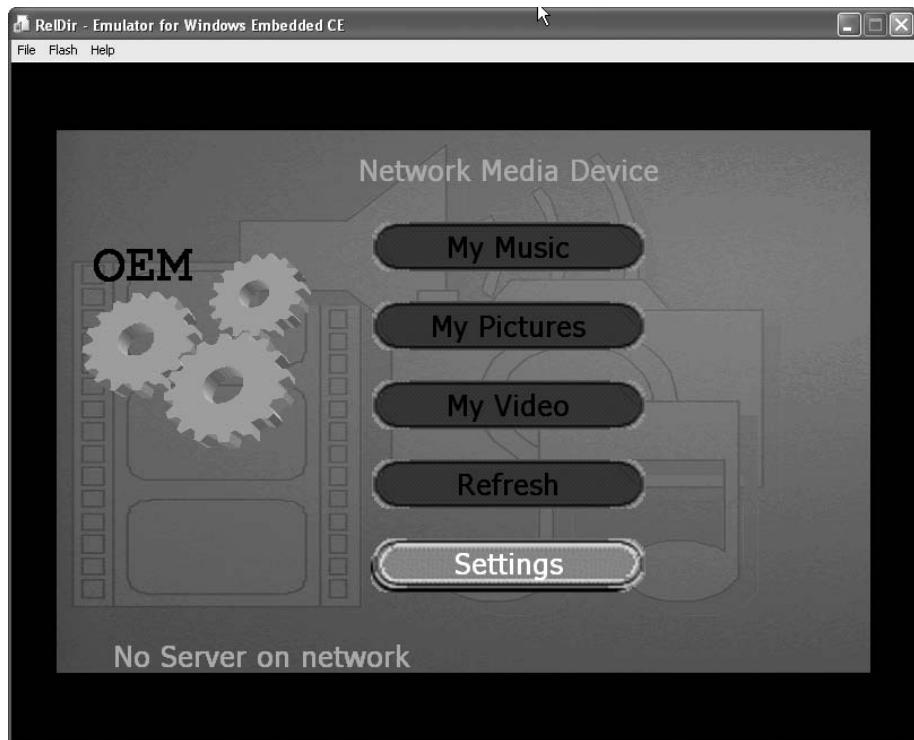 RelDir - Emulator for Windows Embedded CE
File Flash Help
Network Media Device
OEM
My Music
My Pictures
My Video
Refresh
Settings
No Server on network